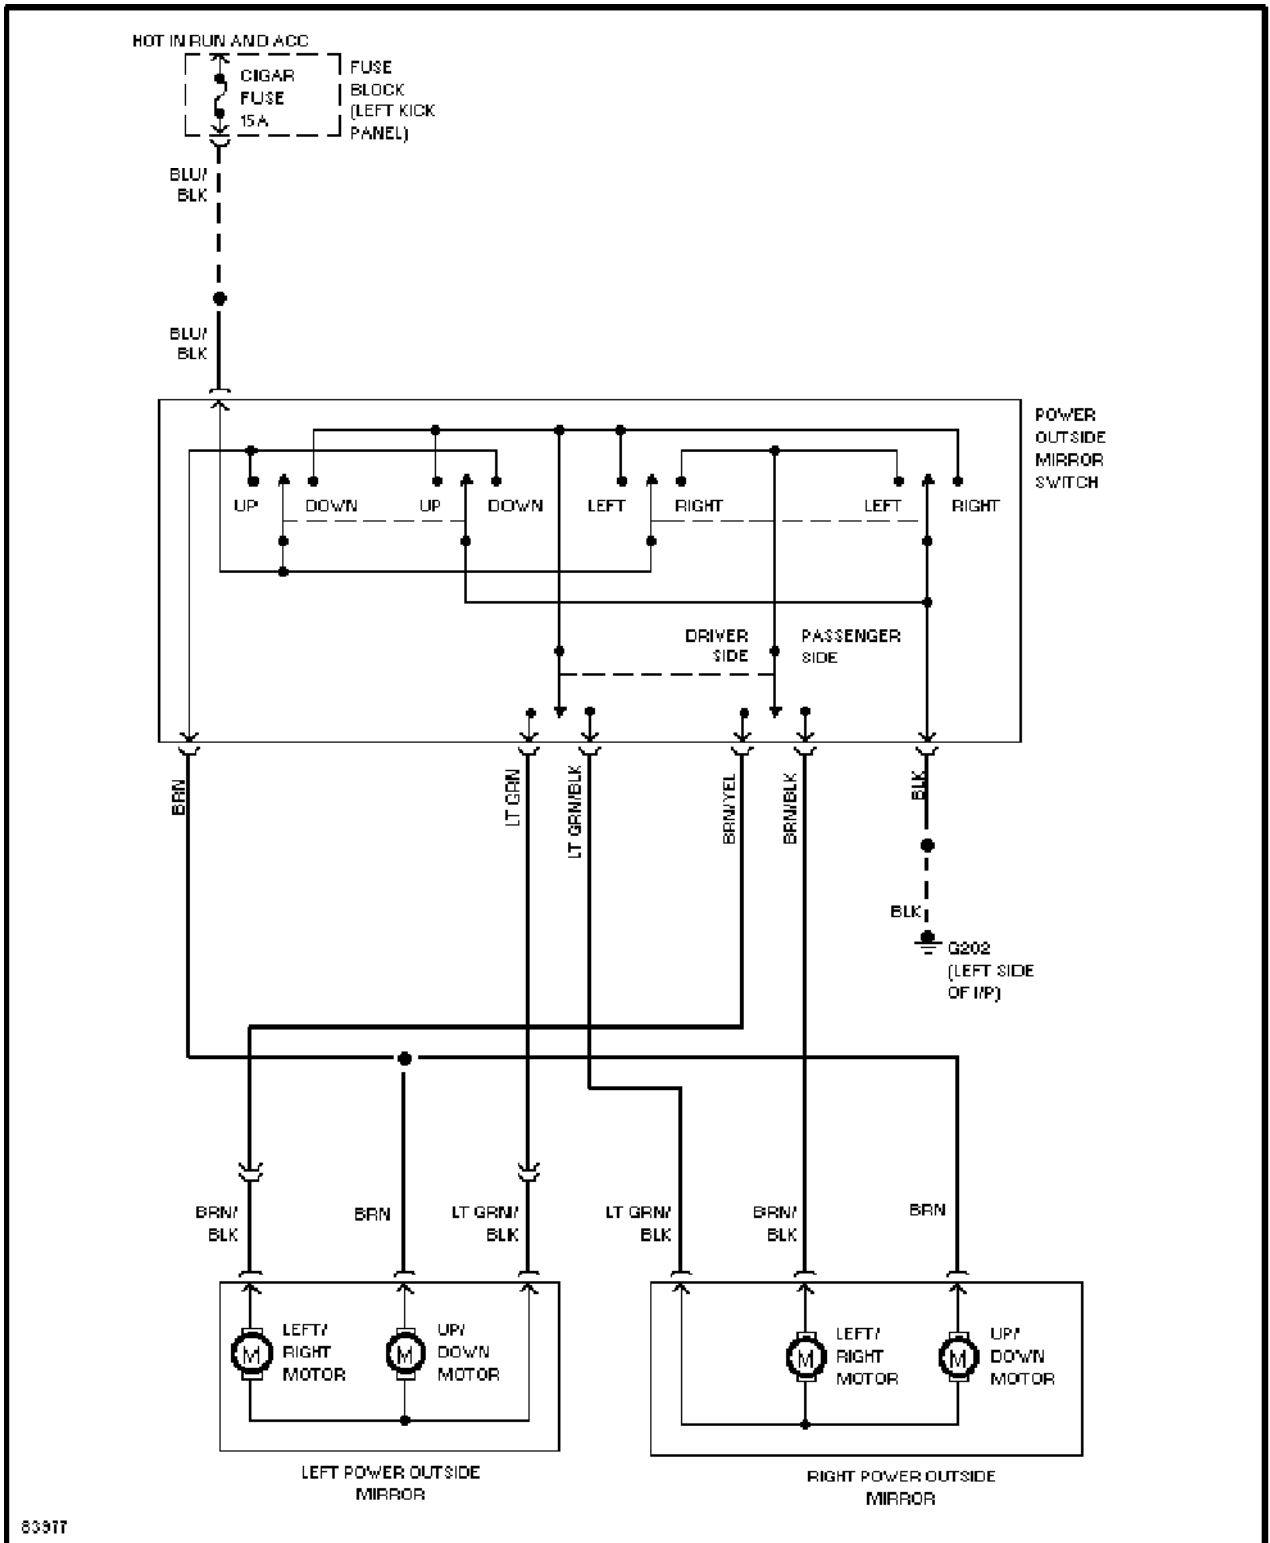 HOT IN RUN AND ACC
CIGAR
FUSE
15A
FUSE
BLOCK
(LEFT KICK
PANEL)
BLU/
BLK
BLU/
BLK
POWER
OUTSIDE
MIRROR
SWITCH
UP
DOWN
UP
DOWN
LEFT
RIGHT
LEFT
RIGHT
DRIVER
SIDE
PASSENGER
SIDE
BRN
LT GRN
LT GRN/BLK
BRN/YEL
BRN/BLK
BLK
BLK
G202
(LEFT SIDE
OF I/P)
BRN/
BLK
BRN
LT GRN/
BLK
LT GRN/
BLK
BRN/
BLK
BRN
M
LEFT/
RIGHT
MOTOR
M
UP/
DOWN
MOTOR
M
LEFT/
RIGHT
MOTOR
M
UP/
DOWN
MOTOR
LEFT POWER OUTSIDE
MIRROR
RIGHT POWER OUTSIDE
MIRROR
83977